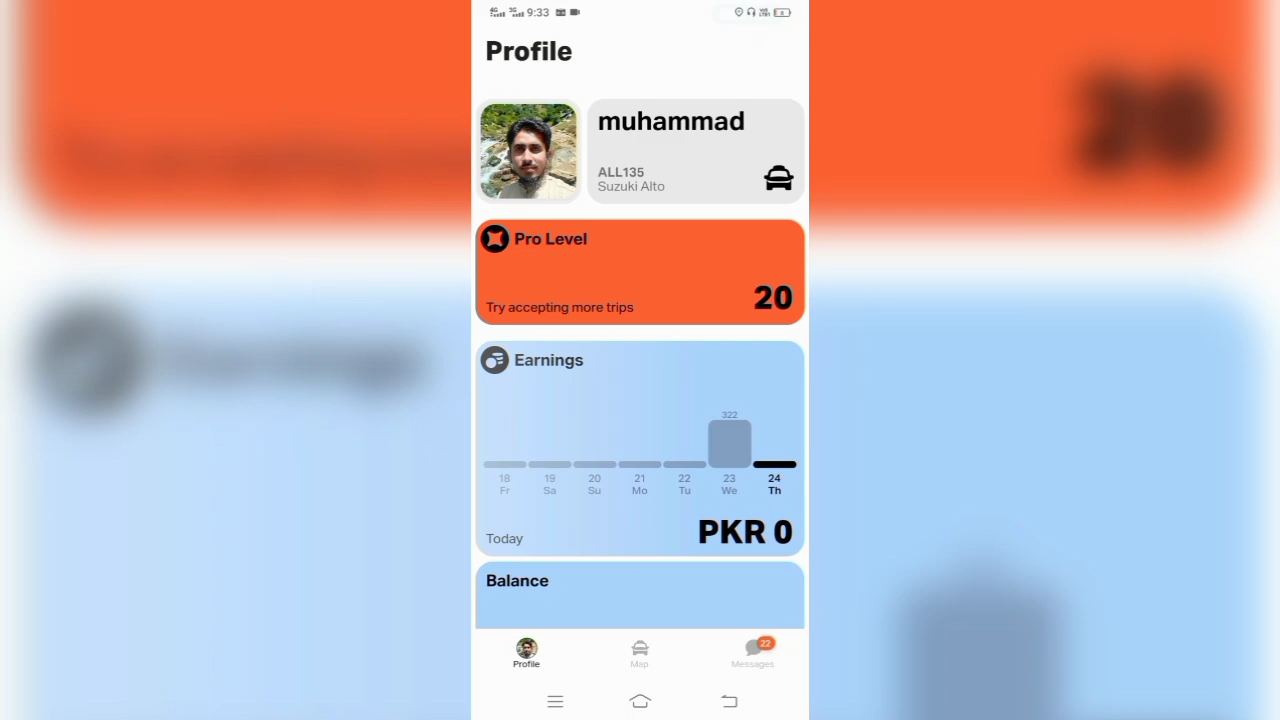 4G 3G 9:33
Profile
muhammad
ALL135
Suzuki Alto
Pro Level
Try accepting more trips
20
Earnings
322
18 19 20 21 22 23 24
Fr Sa Su Mo Tu We Th
Today
PKR 0
Balance
22
Profile
Map
Messages